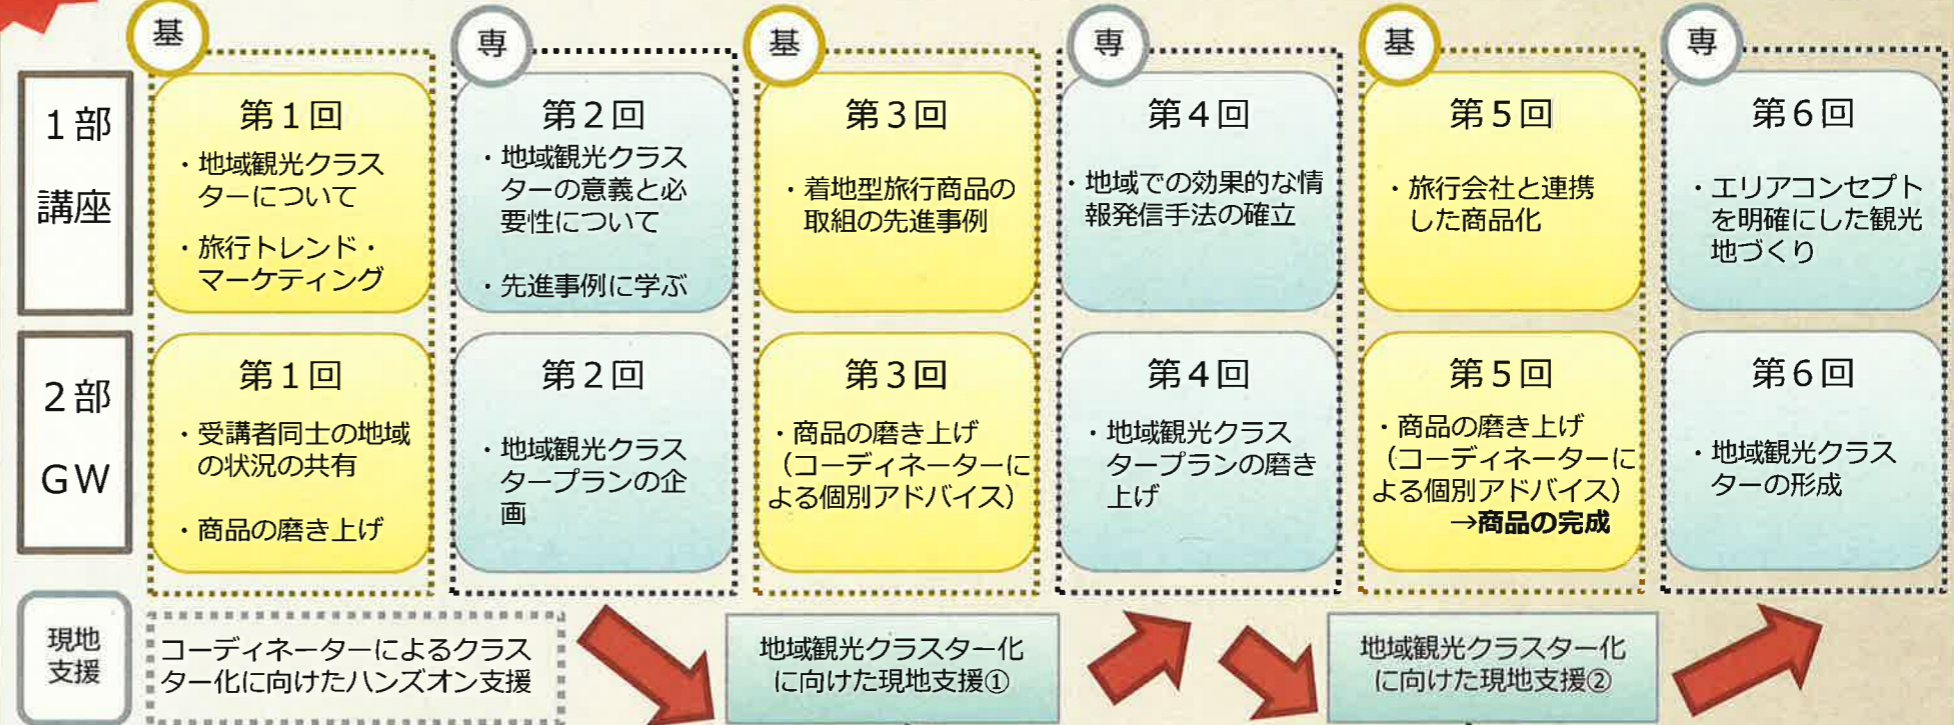 基
専
基
専
基
専
1部
講座
第1回
・地域観光クラス
ターについて
・旅行トレンド・
マーケティング
第2回
・地域観光クラス
ターの意義と必
要性について
・先進事例に学ぶ
第3回
・着地型旅行商品の
取組の先進事例
第4回
・地域での効果的な情
報発信手法の確立
第5回
・旅行会社と連携
した商品化
第6回
・エリアコンセプト
を明確にした観光
地づくり
2部
GW
第1回
・受講者同士の地域
の状況の共有
・商品の磨き上げ
第2回
・地域観光クラス
タープランの企
画
第3回
・商品の磨き上げ
（コーディネーターに
よる個別アドバイス）
第4回
・地域観光クラス
タープランの磨き
上げ
第5回
・商品の磨き上げ
（コーディネーターに
よる個別アドバイス）
→商品の完成
第6回
・地域観光クラス
ターの形成
現地
支援
コーディネーターによるクラス
ター化に向けたハンズオン支援
地域観光クラスター化
に向けた現地支援①
地域観光クラスター化
に向けた現地支援②